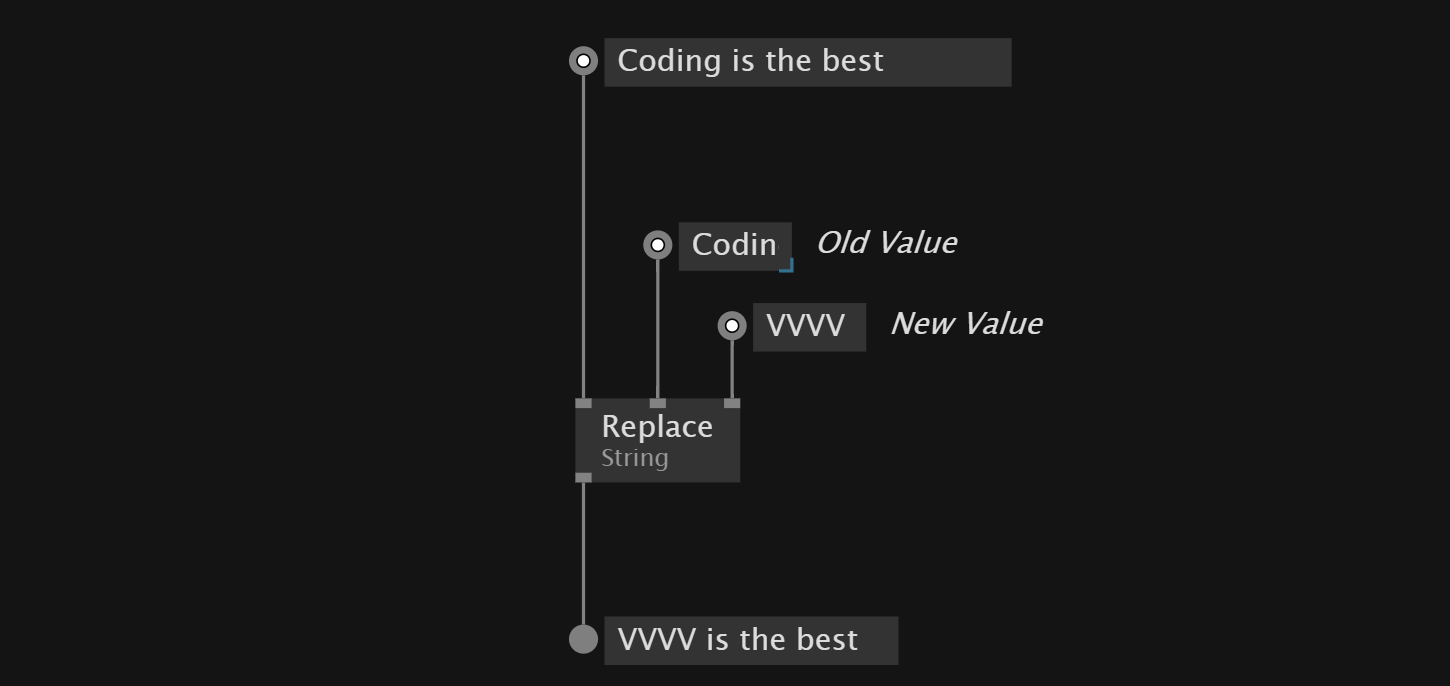 Coding is the best
Codin
Old Value
VVVV
New Value
Replace
String
VVVV is the best